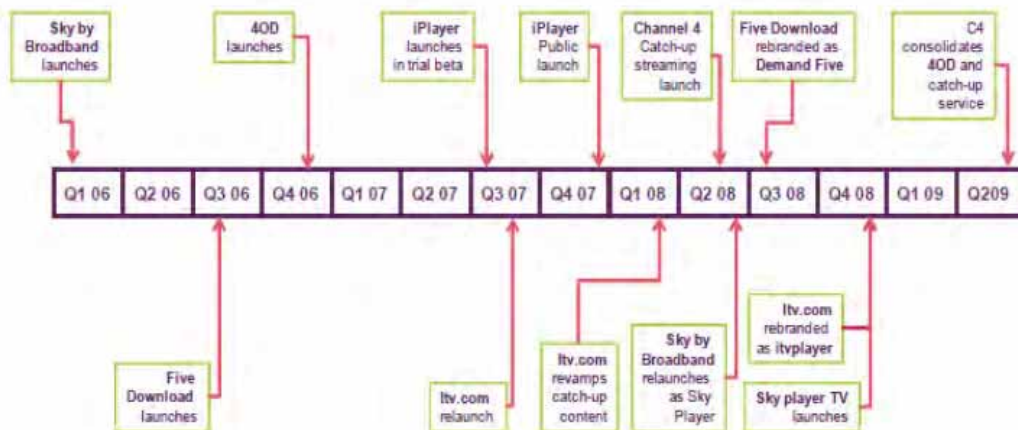 Sky by
Broadband
launches
4OD
launches
iPlayer
launches
in trial beta
iPlayer
Public
launch
Channel 4
Catch-up
streaming
launch
Five Download
rebranded as
Demand Five
C4
consolidates
4OD and
catch-up
service
Q1 06 Q2 06 Q3 06 Q4 06 Q1 07 Q2 07 Q3 07 Q4 07 Q1 08 Q2 08 Q3 08 Q4 08 Q1 09 Q209
Five
Download
launches
Itv.com
relaunch
Itv.com
revamps
catch-up
content
Sky by
Broadband
relaunches
as Sky
Player
Itv.com
rebranded
as itvplayer
Sky player TV
launches